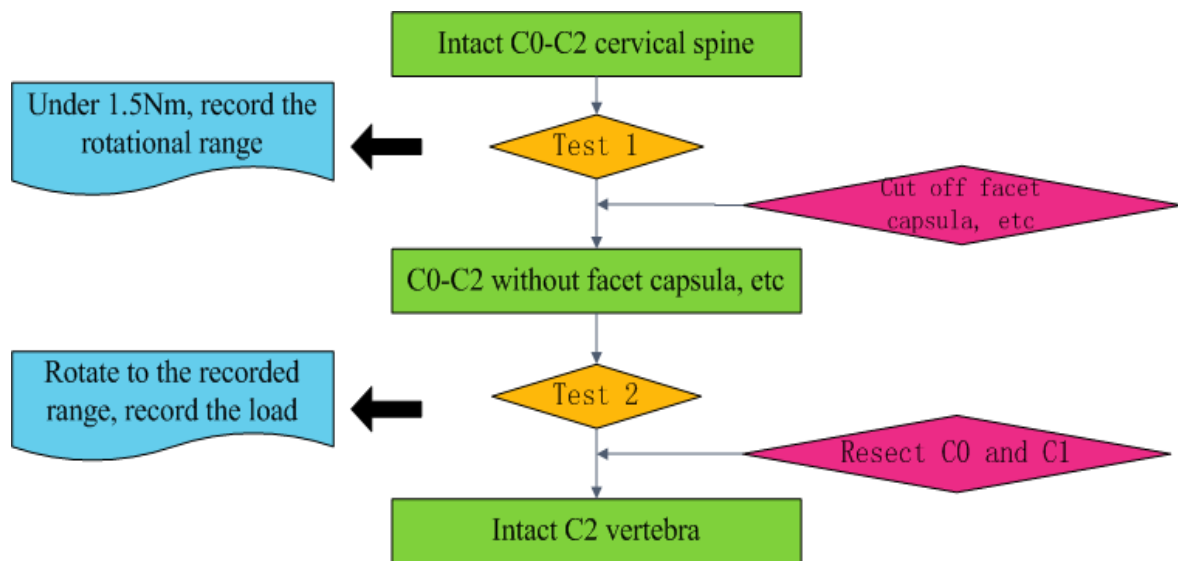 Intact C0-C2 cervical spine
Under 1.5Nm, record the
rotational range
Test 1
Cut off facet
capsula, etc
C0-C2 without facet capsula, etc
Rotate to the recorded
range, record the load
Test 2
Resect C0 and C1
Intact C2 vertebra